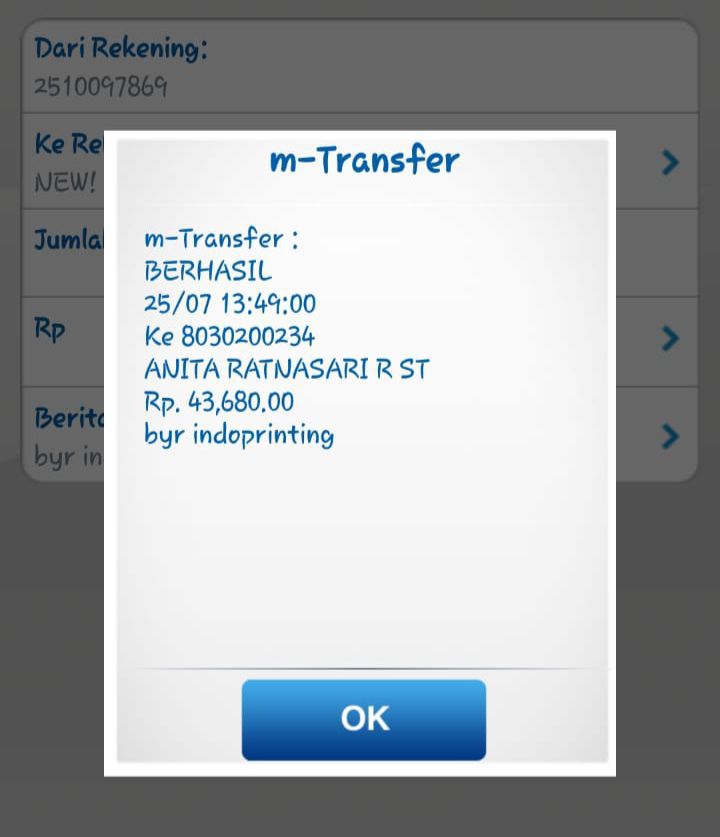 Dari Rekening:
2510097869
Ke Re
NEW!
Jumla
Rp
Berita
byr in
m-Transfer
m-Transfer :
BERHASIL
25/07 13:49:00
Ke 8030200234
ANITA RATNASARI R ST
Rp. 43,680.00
byr indoprinting
OK